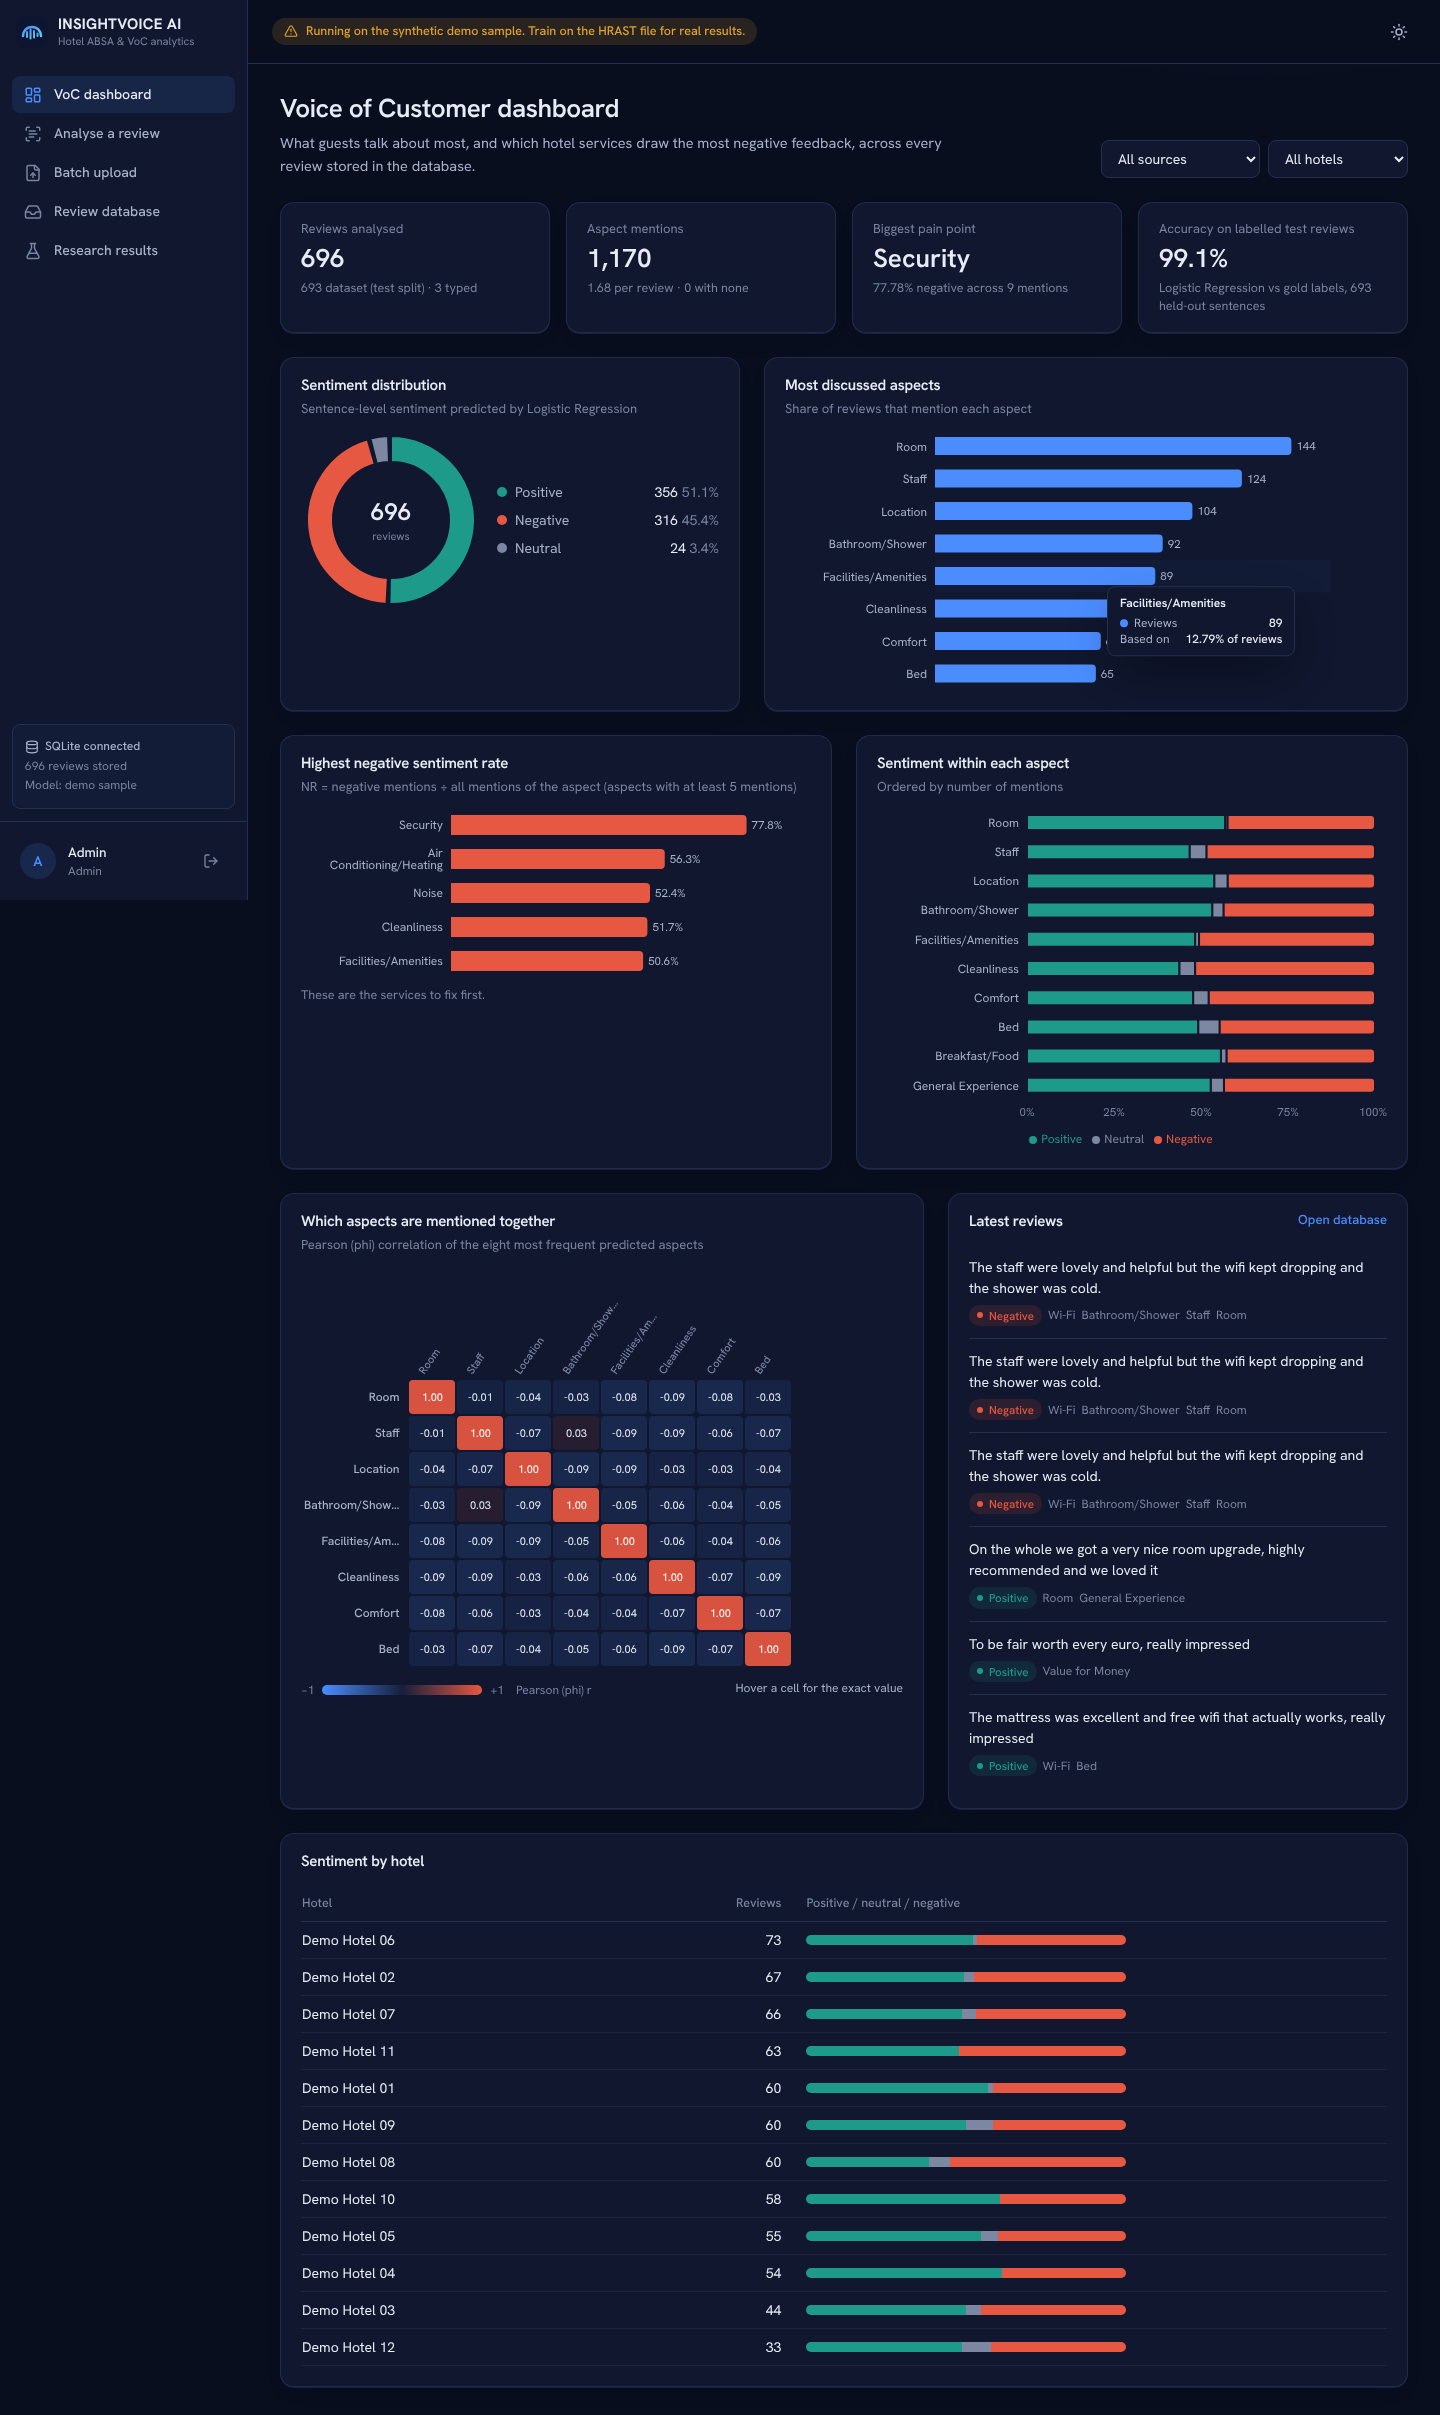 INSIGHTVOICE AI
Hotel ABSA & VoC analytics
VoC dashboard
Analyse a review
Batch upload
Review database
Research results
SQLite connected
696 reviews stored
Model: demo sample
A
Admin
Admin
Running on the synthetic demo sample. Train on the HRAST file for real results.
Voice of Customer dashboard
What guests talk about most, and which hotel services draw the most negative feedback, across every
review stored in the database.
All sources
All hotels
Reviews analysed
696
693 dataset (test split) · 3 typed
Aspect mentions
1,170
1.68 per review · 0 with none
Biggest pain point
Security
77.78% negative across 9 mentions
Accuracy on labelled test reviews
99.1%
Logistic Regression vs gold labels, 693
held-out sentences
Sentiment distribution
Sentence-level sentiment predicted by Logistic Regression
696
reviews
Positive 356 51.1%
Negative 316 45.4%
Neutral 24 3.4%
Most discussed aspects
Share of reviews that mention each aspect
Room 144
Staff 124
Location 104
Bathroom/Shower 92
Facilities/Amenities 89
Cleanliness
Comfort
Bed 65
Facilities/Amenities
Reviews 89
Based on 12.79% of reviews
Highest negative sentiment rate
NR = negative mentions ÷ all mentions of the aspect (aspects with at least 5 mentions)
Security 77.8%
Air
Conditioning/Heating 56.3%
Noise 52.4%
Cleanliness 51.7%
Facilities/Amenities 50.6%
These are the services to fix first.
Sentiment within each aspect
Ordered by number of mentions
Room
Staff
Location
Bathroom/Shower
Facilities/Amenities
Cleanliness
Comfort
Bed
Breakfast/Food
General Experience
0% 25% 50% 75% 100%
Positive Neutral Negative
Which aspects are mentioned together
Pearson (phi) correlation of the eight most frequent predicted aspects
Room Staff Location Bathroom/Show... Facilities/Am... Cleanliness Comfort Bed
Room 1.00 -0.01 -0.04 -0.03 -0.08 -0.09 -0.08 -0.03
Staff -0.01 1.00 -0.07 0.03 -0.09 -0.09 -0.06 -0.07
Location -0.04 -0.07 1.00 -0.09 -0.09 -0.03 -0.03 -0.04
Bathroom/Show... -0.03 0.03 -0.09 1.00 -0.05 -0.06 -0.04 -0.05
Facilities/Am... -0.08 -0.09 -0.09 -0.05 1.00 -0.06 -0.04 -0.06
Cleanliness -0.09 -0.09 -0.03 -0.06 -0.06 1.00 -0.07 -0.09
Comfort -0.08 -0.06 -0.03 -0.04 -0.04 -0.07 1.00 -0.07
Bed -0.03 -0.07 -0.04 -0.05 -0.06 -0.09 -0.07 1.00
−1 +1 Pearson (phi) r
Hover a cell for the exact value
Latest reviews
Open database
The staff were lovely and helpful but the wifi kept dropping and
the shower was cold.
Negative Wi-Fi Bathroom/Shower Staff Room
The staff were lovely and helpful but the wifi kept dropping and
the shower was cold.
Negative Wi-Fi Bathroom/Shower Staff Room
The staff were lovely and helpful but the wifi kept dropping and
the shower was cold.
Negative Wi-Fi Bathroom/Shower Staff Room
On the whole we got a very nice room upgrade, highly
recommended and we loved it
Positive Room General Experience
To be fair worth every euro, really impressed
Positive Value for Money
The mattress was excellent and free wifi that actually works, really
impressed
Positive Wi-Fi Bed
Sentiment by hotel
Hotel Reviews Positive / neutral / negative
Demo Hotel 06 73
Demo Hotel 02 67
Demo Hotel 07 66
Demo Hotel 11 63
Demo Hotel 01 60
Demo Hotel 09 60
Demo Hotel 08 60
Demo Hotel 10 58
Demo Hotel 05 55
Demo Hotel 04 54
Demo Hotel 03 44
Demo Hotel 12 33